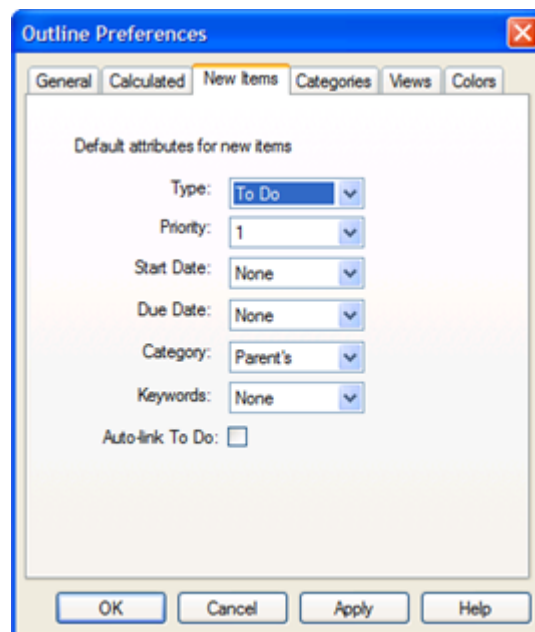 Outline Preferences
General Calculated New Items Categories Views Colors
Default attributes for new items
Type: To Do
Priority: 1
Start Date: None
Due Date: None
Category: Parent's
Keywords: None
Auto-link To Do:
OK Cancel Apply Help